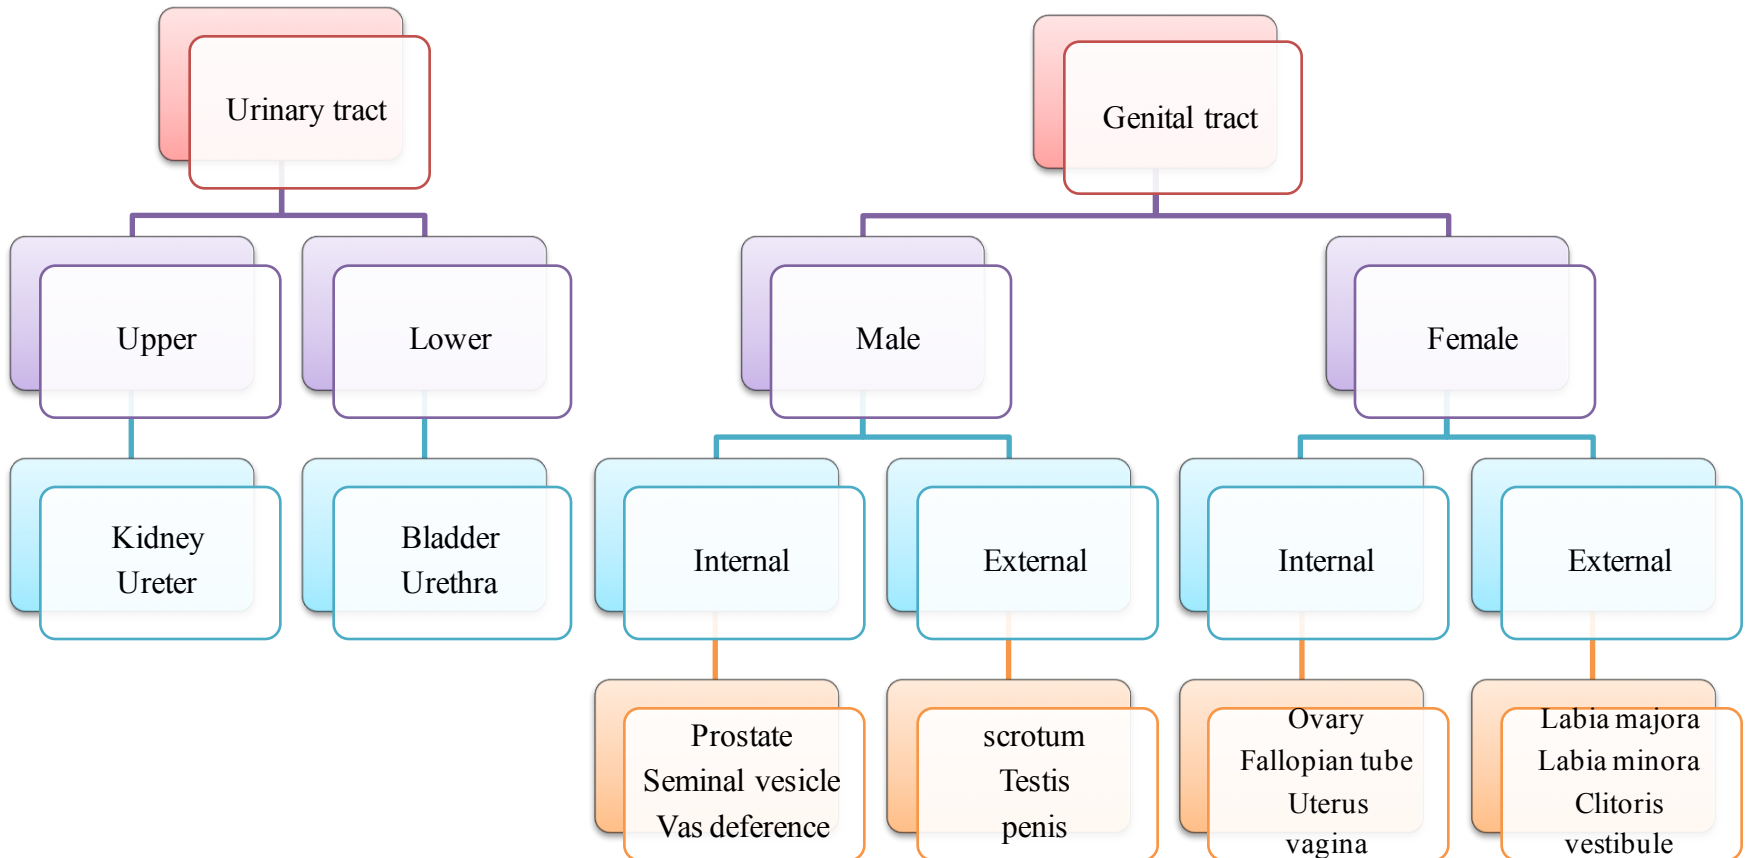 Urinary tract
Genital tract
Upper
Lower
Male
Female
Kidney
Ureter
Bladder
Urethra
Internal
External
Internal
External
Prostate
Seminal vesicle
Vas deference
scrotum
Testis
penis
Ovary
Fallopian tube
Uterus
vagina
Labia majora
Labia minora
Clitoris
vestibule